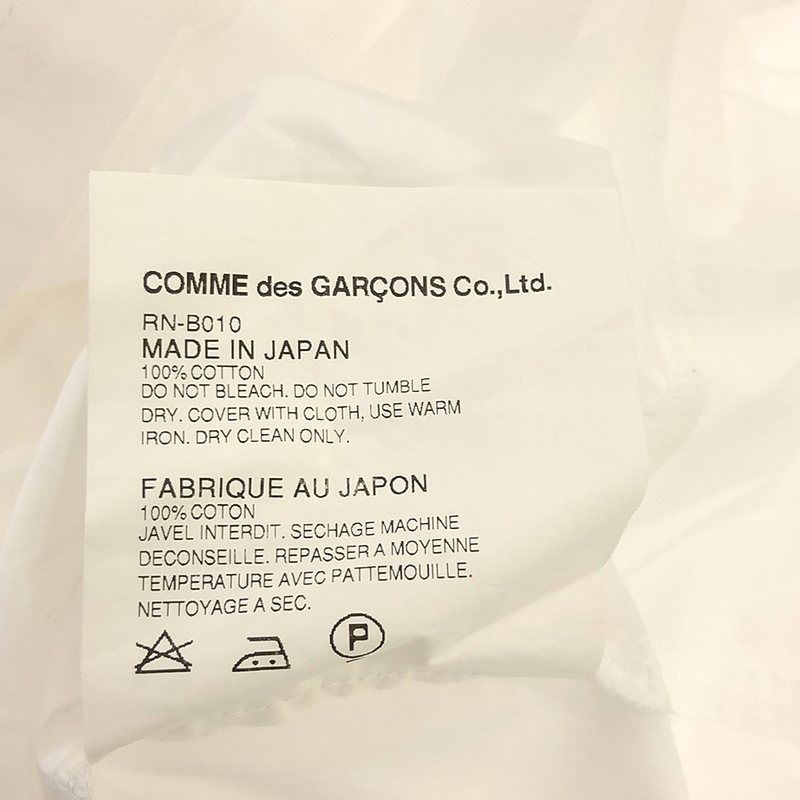 COMME des GARÇONS Co.,Ltd.
RN-B010
MADE IN JAPAN
100% COTTON
DO NOT BLEACH. DO NOT TUMBLE
DRY. COVER WITH CLOTH, USE WARM
IRON. DRY CLEAN ONLY.
FABRIQUE AU JAPON
100% COTON
JAVEL INTERDIT. SECHAGE MACHINE
DECONSEILLE. REPASSER A MOYENNE
TEMPERATURE AVEC PATTEMOUILLE.
NETTOYAGE A SEC.
P